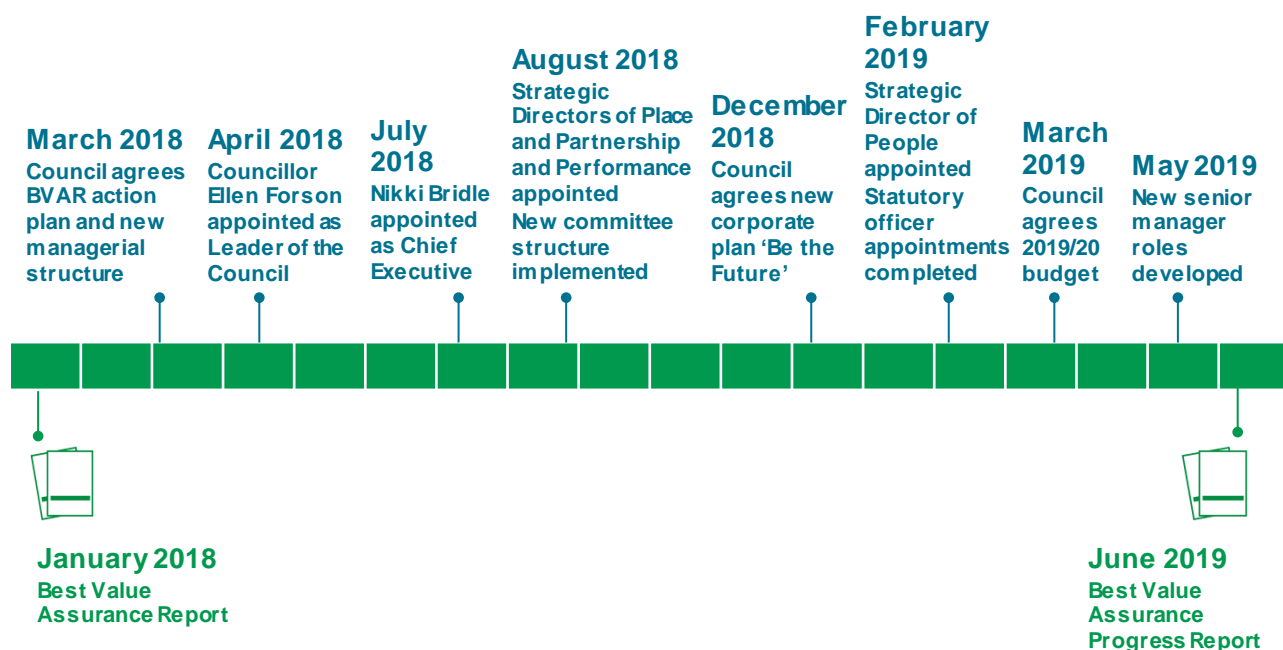 March 2018
Council agrees
BVAR action
plan and new
managerial
structure
April 2018
Councillor
Ellen Forson
appointed as
Leader of the
Council
July
2018
Nikki Bridle
appointed
as Chief
Executive
August 2018
Strategic
Directors of Place
and Partnership
and Performance
appointed
New committee
structure
implemented
December
2018
Council
agrees new
corporate
plan ‘Be the
Future’
February
2019
Strategic
Director of
People
appointed
Statutory
officer
appointments
completed
March
2019
Council
agrees
2019/20
budget
May 2019
New senior
manager
roles
developed
January 2018
Best Value
Assurance Report
June 2019
Best Value
Assurance
Progress Report